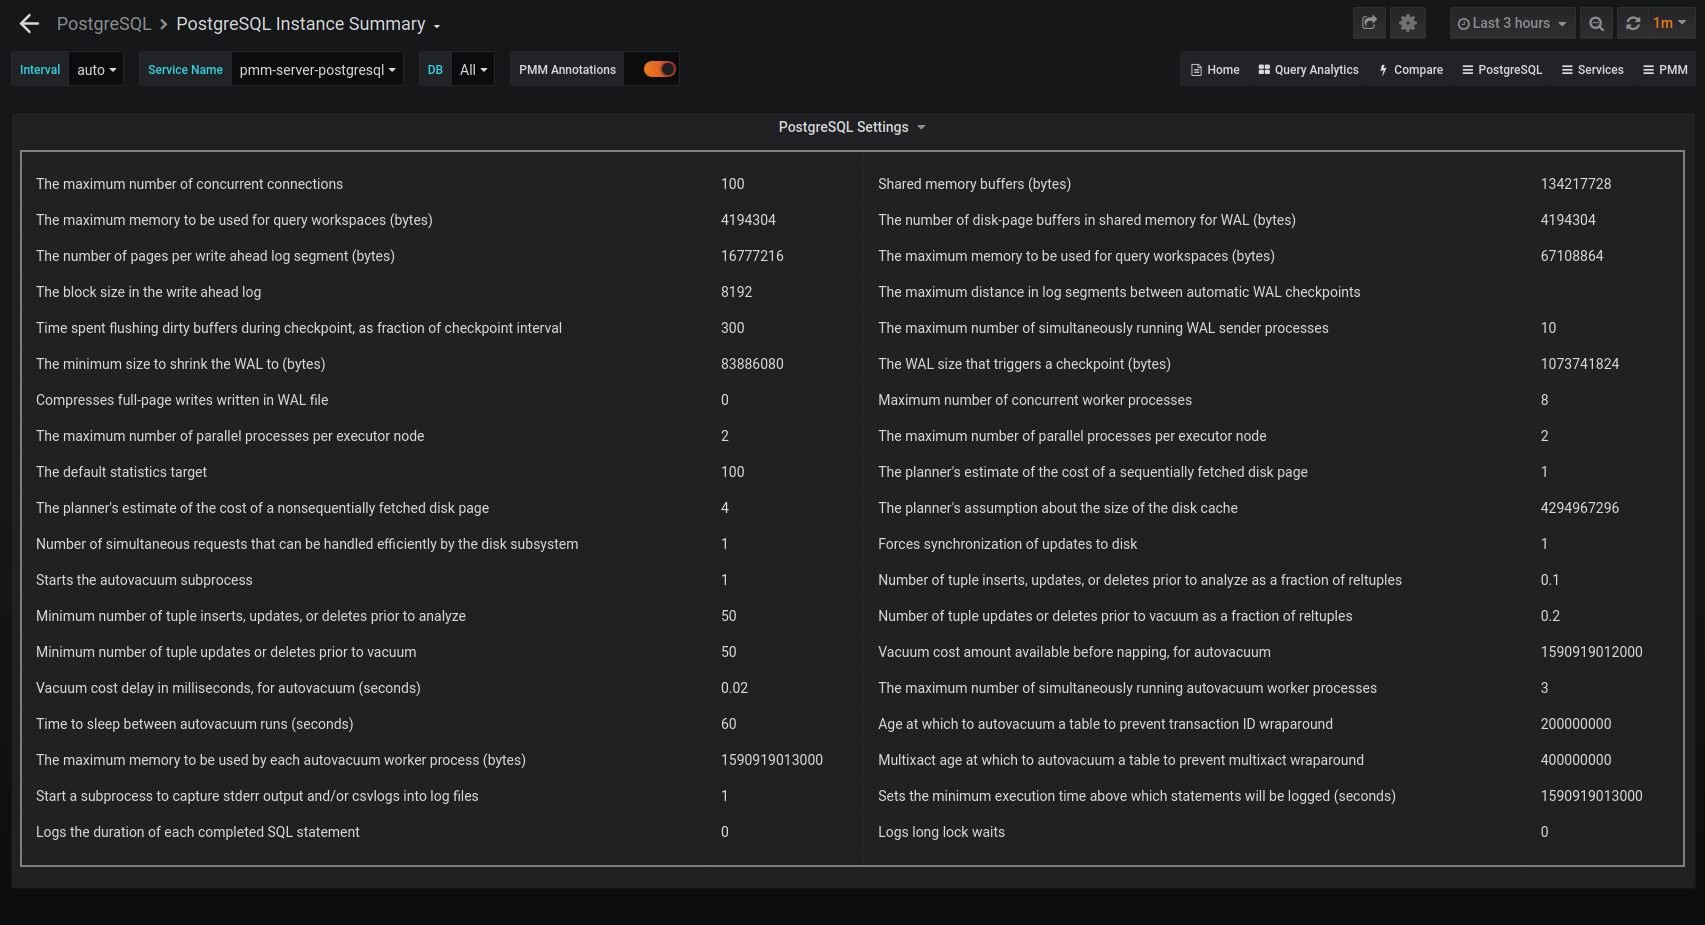 PostgreSQL > PostgreSQL Instance Summary
Last 3 hours
1m
Interval auto Service Name pmm-server-postgresql DB All PMM Annotations Home Query Analytics Compare PostgreSQL Services PMM
PostgreSQL Settings
The maximum number of concurrent connections 100 Shared memory buffers (bytes) 134217728
The maximum memory to be used for query workspaces (bytes) 4194304 The number of disk-page buffers in shared memory for WAL (bytes) 4194304
The number of pages per write ahead log segment (bytes) 16777216 The maximum memory to be used for query workspaces (bytes) 67108864
The block size in the write ahead log 8192 The maximum distance in log segments between automatic WAL checkpoints
Time spent flushing dirty buffers during checkpoint, as fraction of checkpoint interval 300 The maximum number of simultaneously running WAL sender processes 10
The minimum size to shrink the WAL to (bytes) 83886080 The WAL size that triggers a checkpoint (bytes) 1073741824
Compresses full-page writes written in WAL file 0 Maximum number of concurrent worker processes 8
The maximum number of parallel processes per executor node 2 The maximum number of parallel processes per executor node 2
The default statistics target 100 The planner's estimate of the cost of a sequentially fetched disk page 1
The planner's estimate of the cost of a nonsequentially fetched disk page 4 The planner's assumption about the size of the disk cache 4294967296
Number of simultaneous requests that can be handled efficiently by the disk subsystem 1 Forces synchronization of updates to disk 1
Starts the autovacuum subprocess 1 Number of tuple inserts, updates, or deletes prior to analyze as a fraction of reltuples 0.1
Minimum number of tuple inserts, updates, or deletes prior to analyze 50 Number of tuple updates or deletes prior to vacuum as a fraction of reltuples 0.2
Minimum number of tuple updates or deletes prior to vacuum 50 Vacuum cost amount available before napping, for autovacuum 1590919012000
Vacuum cost delay in milliseconds, for autovacuum (seconds) 0.02 The maximum number of simultaneously running autovacuum worker processes 3
Time to sleep between autovacuum runs (seconds) 60 Age at which to autovacuum a table to prevent transaction ID wraparound 200000000
The maximum memory to be used by each autovacuum worker process (bytes) 1590919013000 Multixact age at which to autovacuum a table to prevent multixact wraparound 400000000
Start a subprocess to capture stderr output and/or csvlogs into log files 1 Sets the minimum execution time above which statements will be logged (seconds) 1590919013000
Logs the duration of each completed SQL statement 0 Logs long lock waits 0